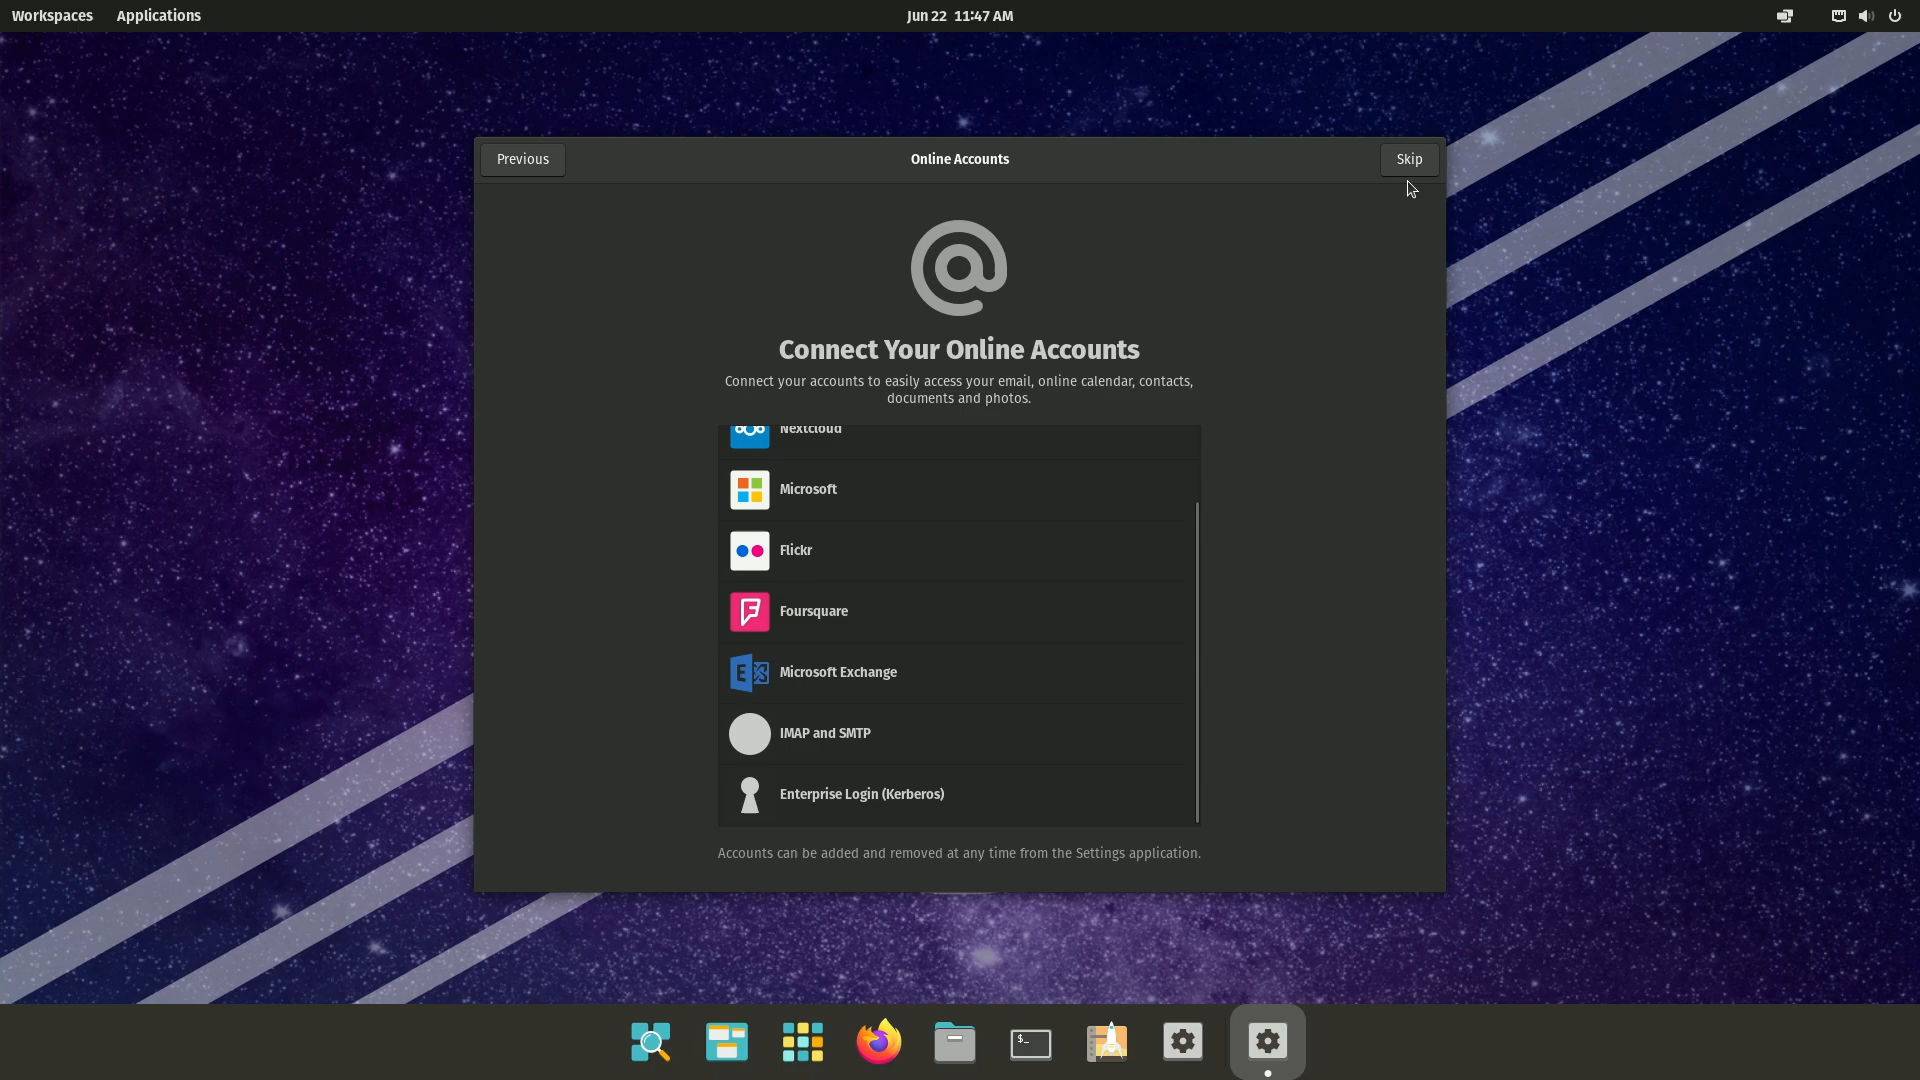 Workspaces Applications Jun 22 11:47 AM
Previous Online Accounts Skip
Connect Your Online Accounts
Connect your accounts to easily access your email, online calendar, contacts,
documents and photos.
Nextcloud
Microsoft
Flickr
Foursquare
E
Microsoft Exchange
IMAP and SMTP
Enterprise Login (Kerberos)
Accounts can be added and removed at any time from the Settings application.
$_